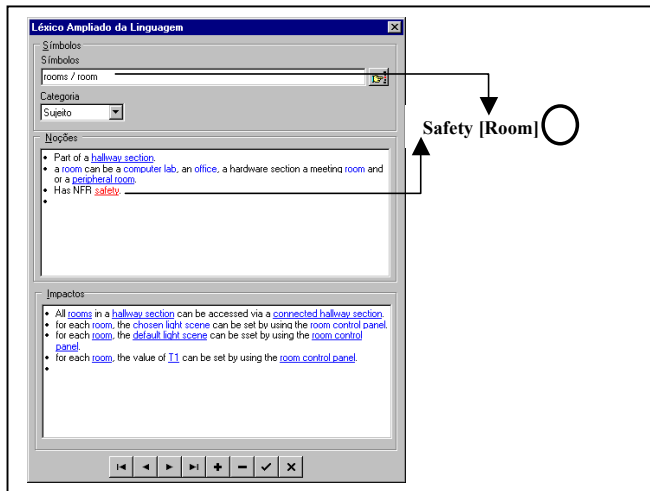 Léxico Ampliado da Linguagem
Símbolos
Símbolos
rooms / room
Categoria
Sujeito
Safety [Room]
Noções
• Part of a hallway section.
• a room can be a computer lab, an office, a hardware section a meeting room and
or a peripheral room.
• Has NFR safety.
•
Impactos
• All rooms in a hallway section can be accessed via a connected hallway section.
• for each room, the chosen light scene can be set by using the room control panel.
• for each room, the default light scene can be sset by using the room control
panel.
• for each room, the value of T1 can be set by using the room control panel.
•